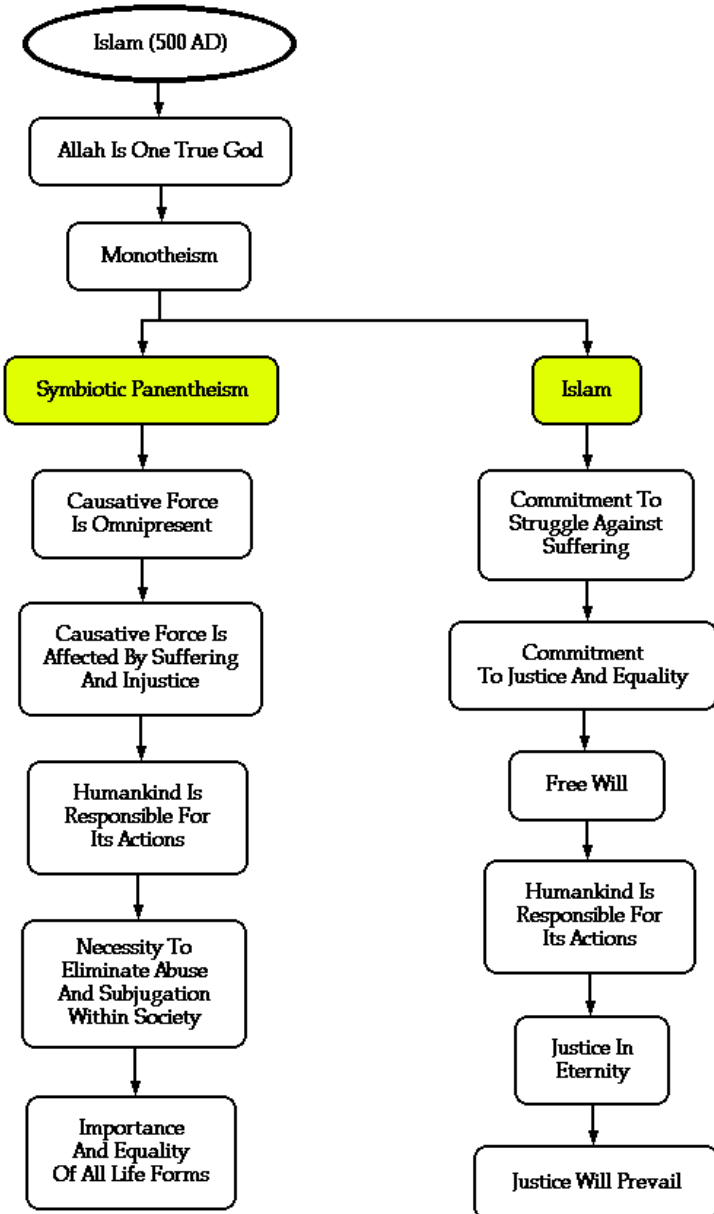 Islam (500 AD)
Allah Is One True God
Monotheism
Symbiotic Panentheism
Islam
Causative Force
Is Omnipresent
Commitment To
Struggle Against
Suffering
Causative Force Is
Affected By Suffering
And Injustice
Commitment
To Justice And Equality
Humankind Is
Responsible For
Its Actions
Free Will
Humankind Is
Responsible For
Its Actions
Necessity To
Eliminate Abuse
And Subjugation
Within Society
Justice In
Eternity
Importance
And Equality
Of All Life Forms
Justice Will Prevail